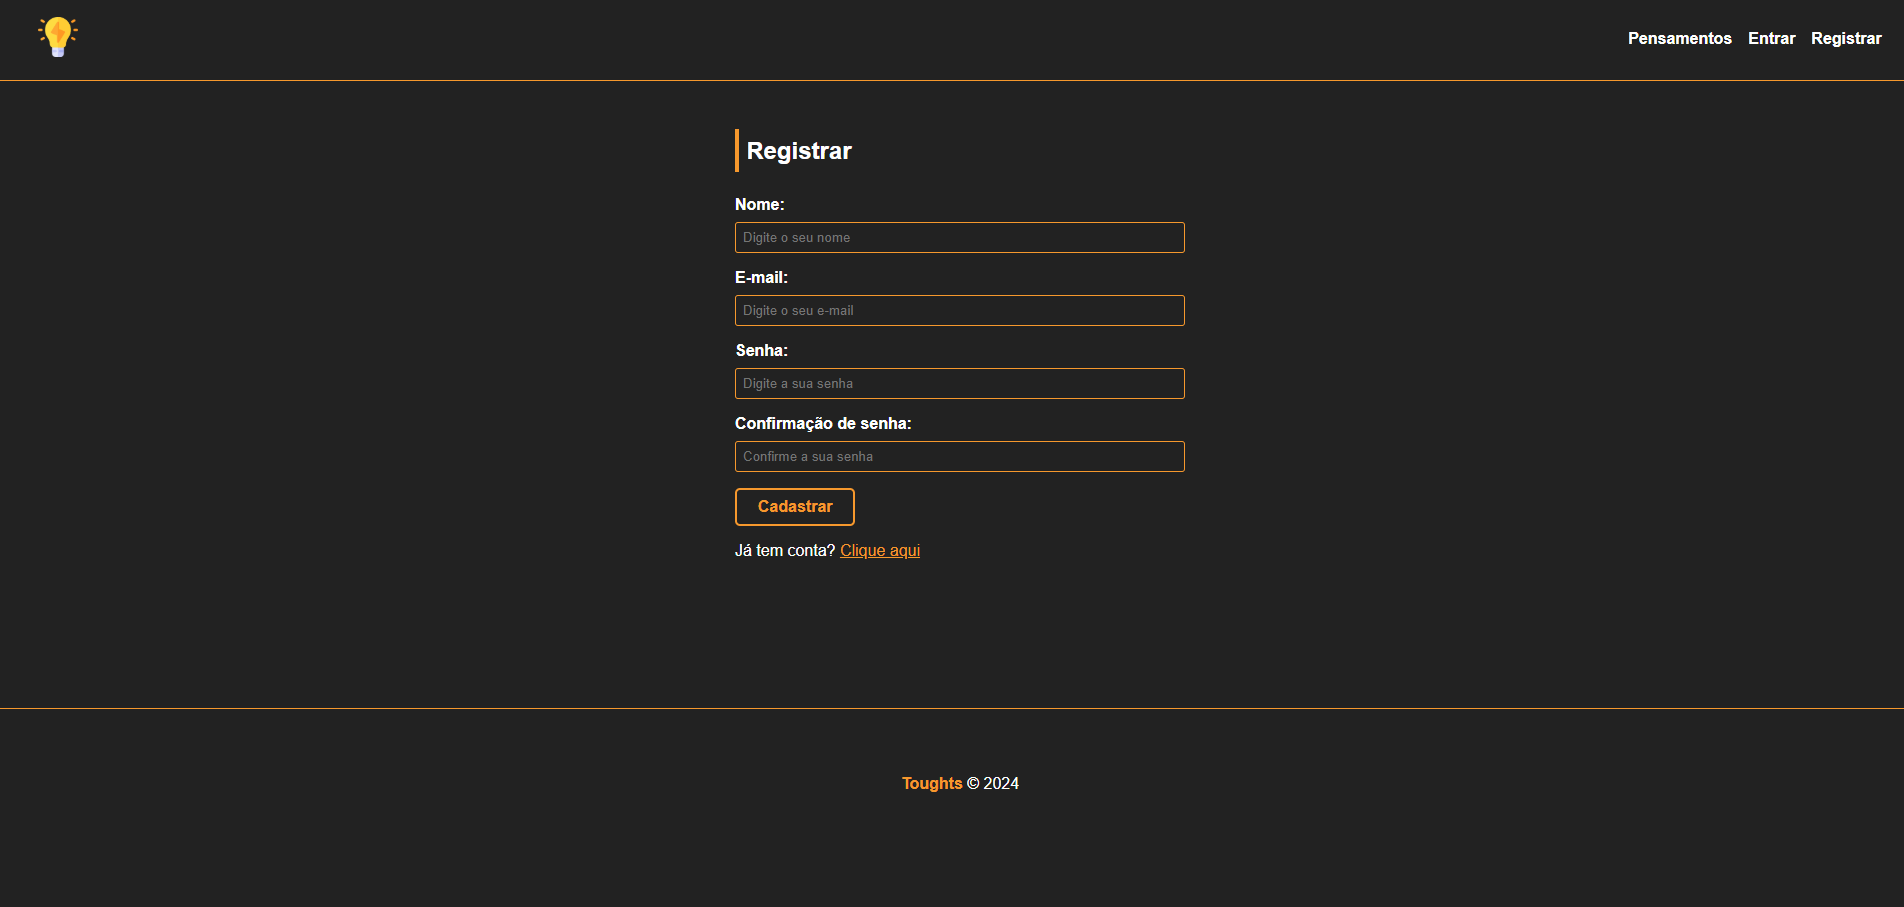 Pensamentos Entrar Registrar
Registrar
Nome:
Digite o seu nome
E-mail:
Digite o seu e-mail
Senha:
Digite a sua senha
Confirmação de senha:
Confirme a sua senha
Cadastrar
Já tem conta? Clique aqui
Toughts © 2024